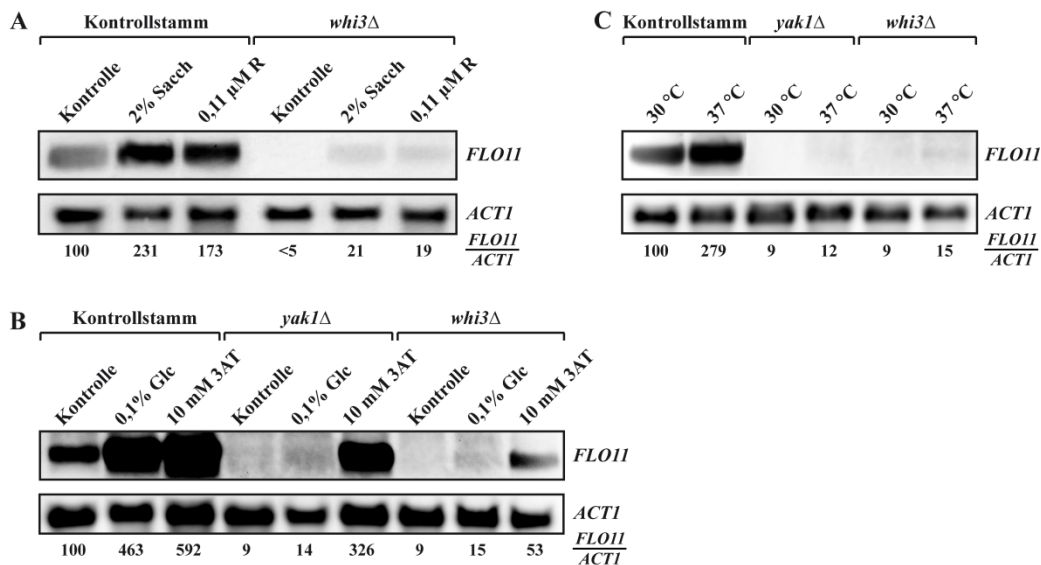 A
Kontrollstamm whi3Δ
Kontrolle 2% Sacch 0,11 µM R Kontrolle 2% Sacch 0,11 µM R
FLO11
ACT1
100 231 173 <5 21 19 FLO11
ACT1
C
Kontrollstamm yak1Δ whi3Δ
30 °C 37 °C 30 °C 37 °C 30 °C 37 °C
FLO11
ACT1
100 279 9 12 9 15 FLO11
ACT1
B
Kontrollstamm yak1Δ whi3Δ
Kontrolle 0,1% Glc 10 mM 3AT Kontrolle 0,1% Glc 10 mM 3AT Kontrolle 0,1% Glc 10 mM 3AT
FLO11
ACT1
100 463 592 9 14 326 9 15 53 FLO11
ACT1